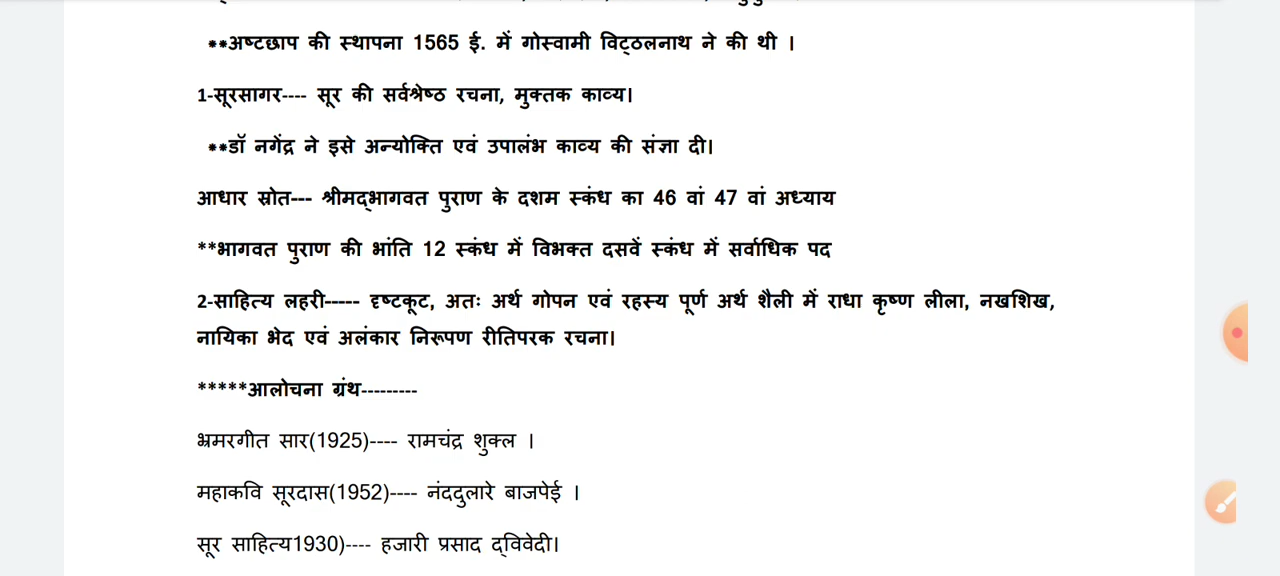 **अष्टछाप की स्थापना 1565 ई. में गोस्वामी विट्ठलनाथ ने की थी ।
1-सूरसागर---- सूर की सर्वश्रेष्ठ रचना, मुक्तक काव्य।
**डॉ नगेंद्र ने इसे अन्योक्ति एवं उपालंभ काव्य की संज्ञा दी।
आधार स्रोत--- श्रीमद्भागवत पुराण के दशम स्कंध का 46 वां 47 वां अध्याय
**भागवत पुराण की भांति 12 स्कंध में विभक्त दसवें स्कंध में सर्वाधिक पद
2-साहित्य लहरी----- दृष्टकूट, अतः अर्थ गोपन एवं रहस्य पूर्ण अर्थ शैली में राधा कृष्ण लीला, नखशिख,
नायिका भेद एवं अलंकार निरूपण रीतिपरक रचना।
*****आलोचना ग्रंथ---------
भ्रमरगीत सार(1925)---- रामचंद्र शुक्ल ।
महाकवि सूरदास(1952)---- नंददुलारे बाजपेई ।
सूर साहित्य1930)---- हजारी प्रसाद द्विवेदी।